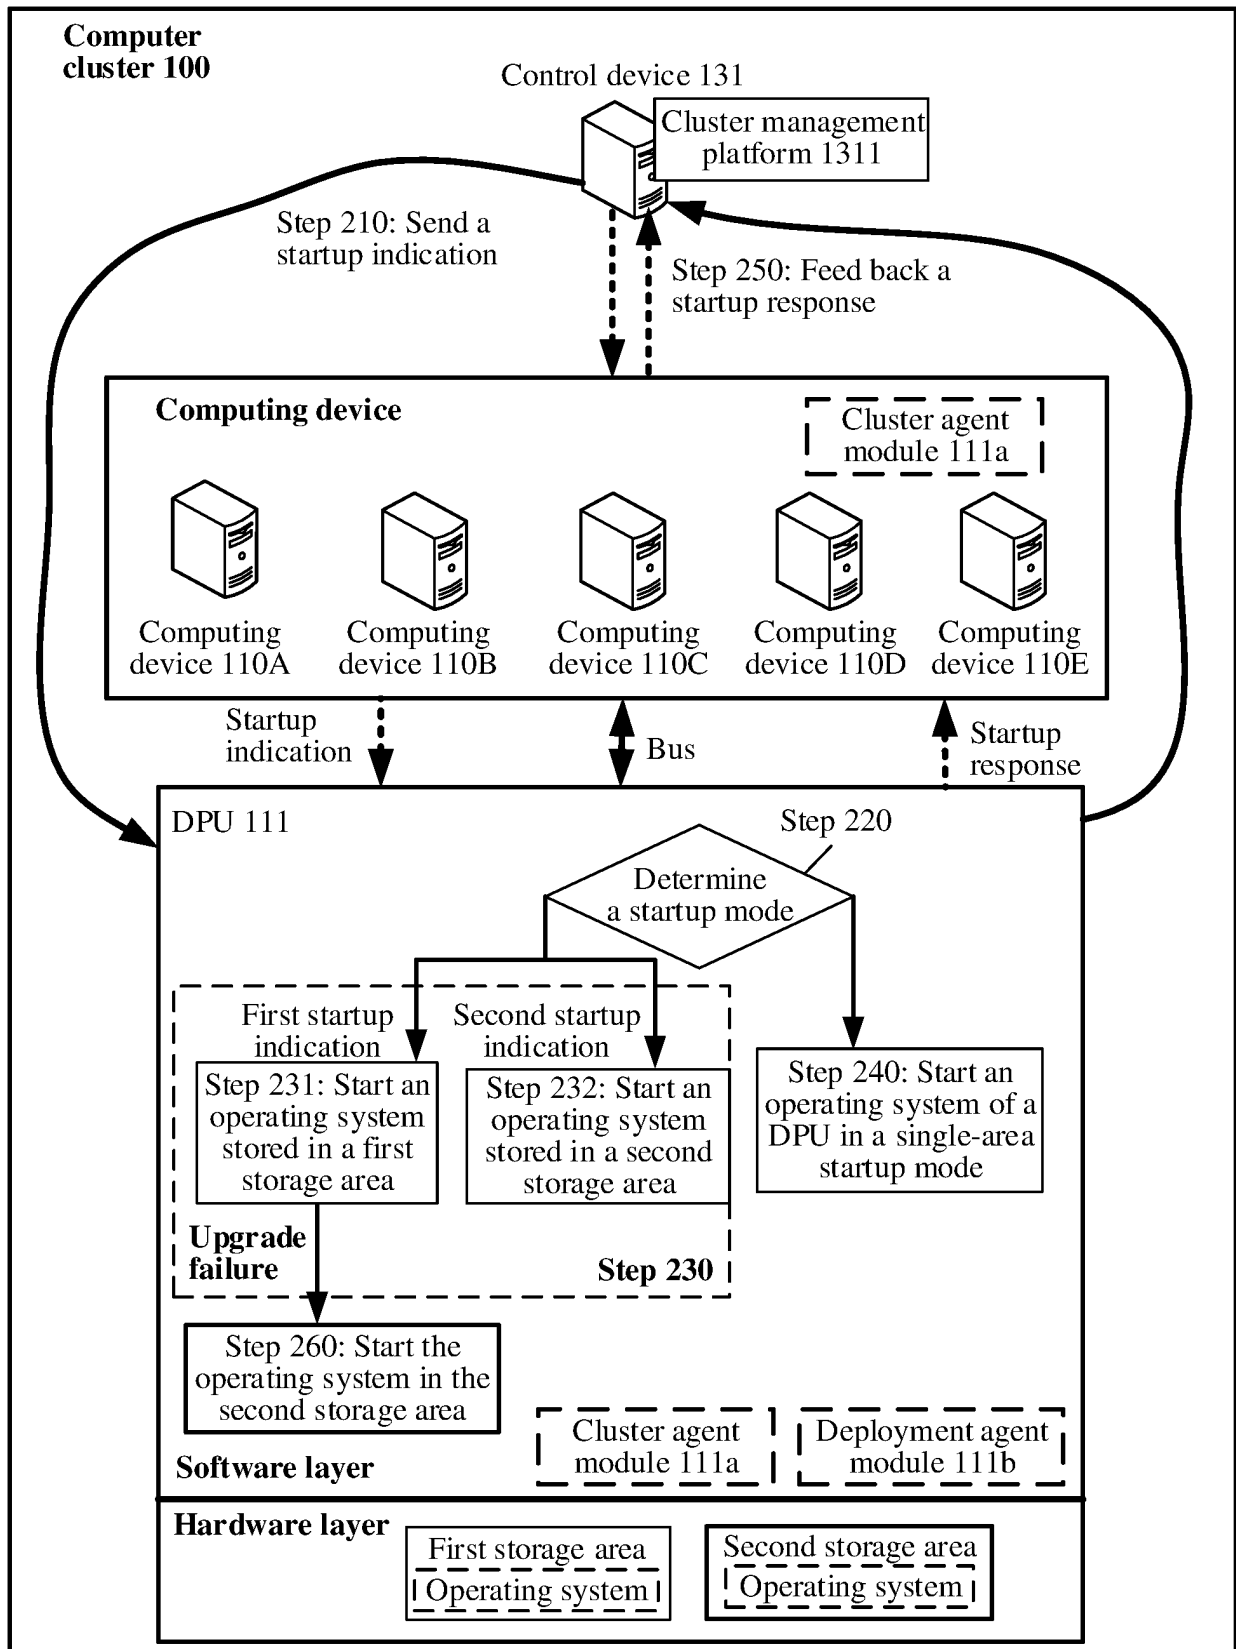 Computer
cluster 100
Control device 131
Cluster management
platform 1311
Step 210: Send a
startup indication
Step 250: Feed back a
startup response
Computing device
Cluster agent
module 111a
Computing
device 110A
Computing
device 110B
Computing
device 110C
Computing
device 110D
Computing
device 110E
Startup
indication
Bus
Startup
response
DPU 111
Step 220
Determine
a startup mode
First startup
indication
Second startup
indication
Step 231: Start an
operating system
stored in a first
storage area
Step 232: Start an
operating system
stored in a second
storage area
Step 240: Start an
operating system of a
DPU in a single-area
startup mode
Upgrade
failure
Step 230
Step 260: Start the
operating system in the
second storage area
Cluster agent
module 111a
Deployment agent
module 111b
Software layer
Hardware layer
First storage area
Operating system
Second storage area
Operating system